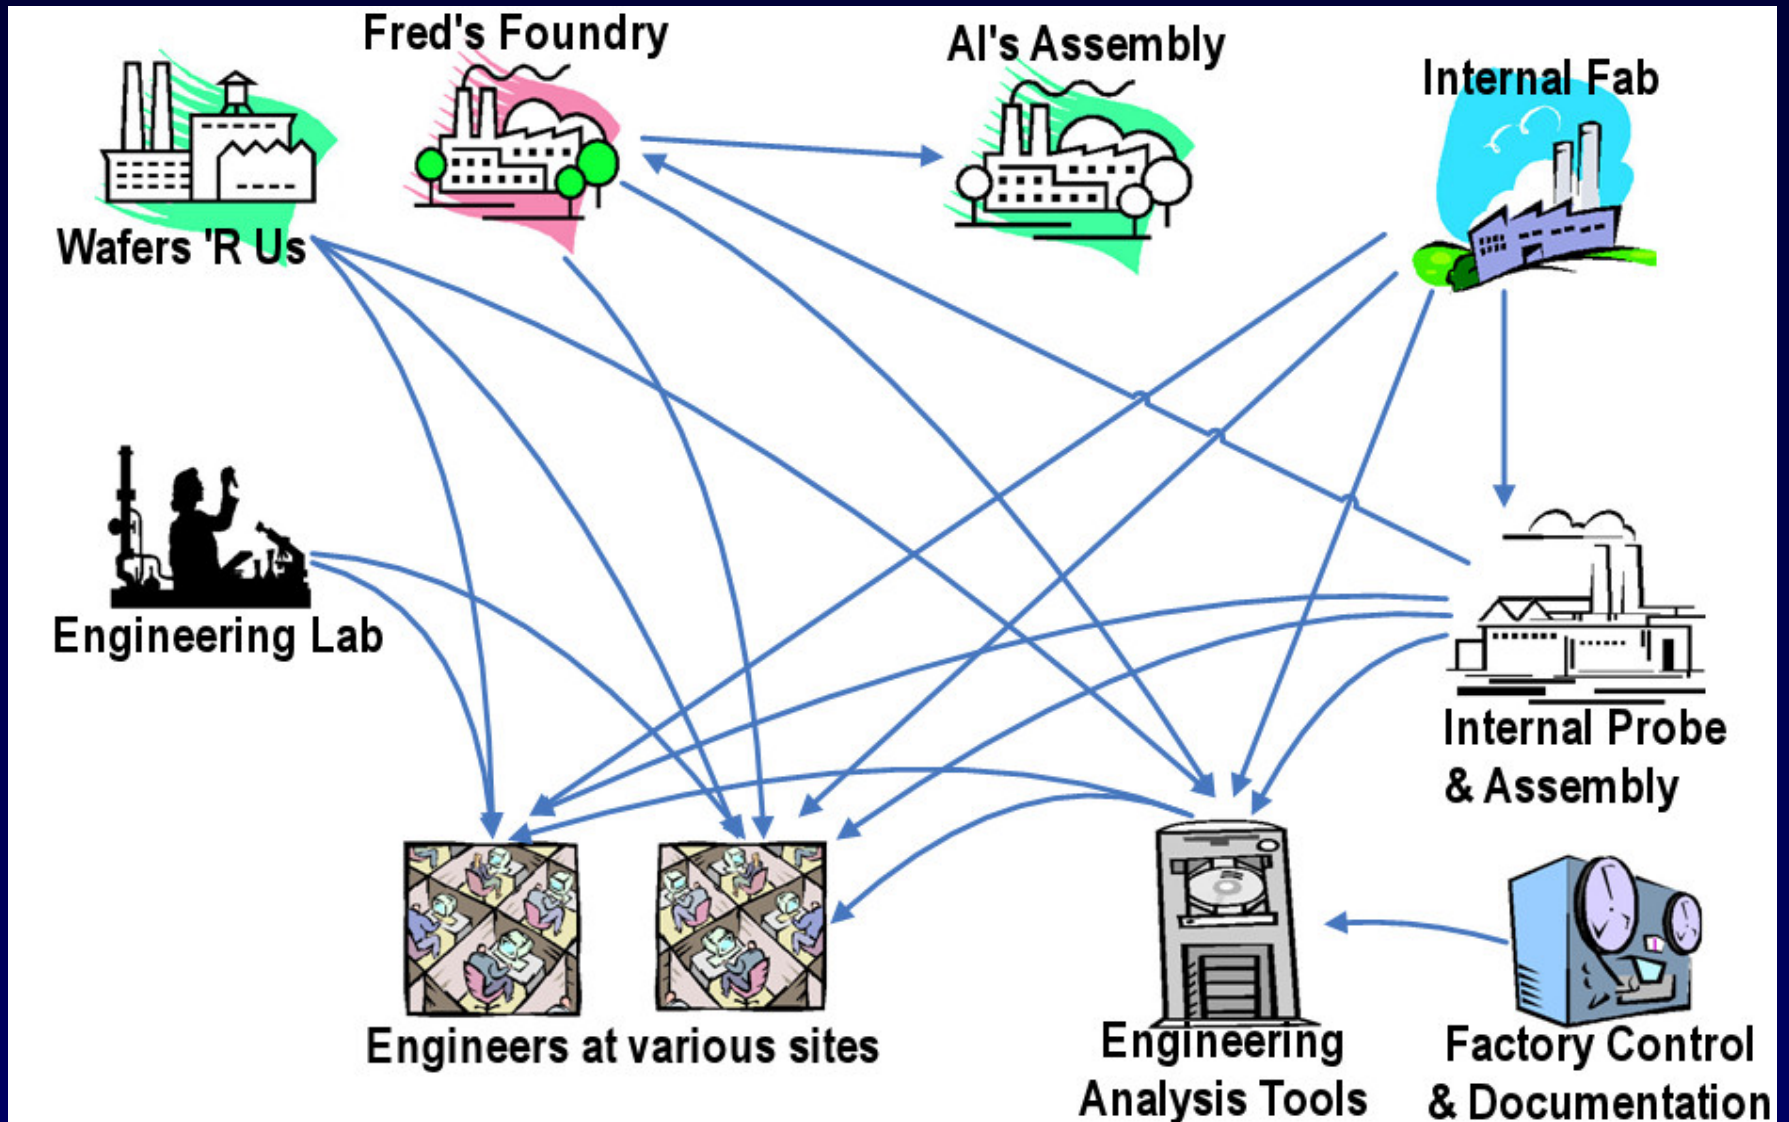 Fred's Foundry
Al's Assembly
Internal Fab
Wafers 'R Us
Engineering Lab
Internal Probe
& Assembly
Engineers at various sites
Engineering
Analysis Tools
Factory Control
& Documentation